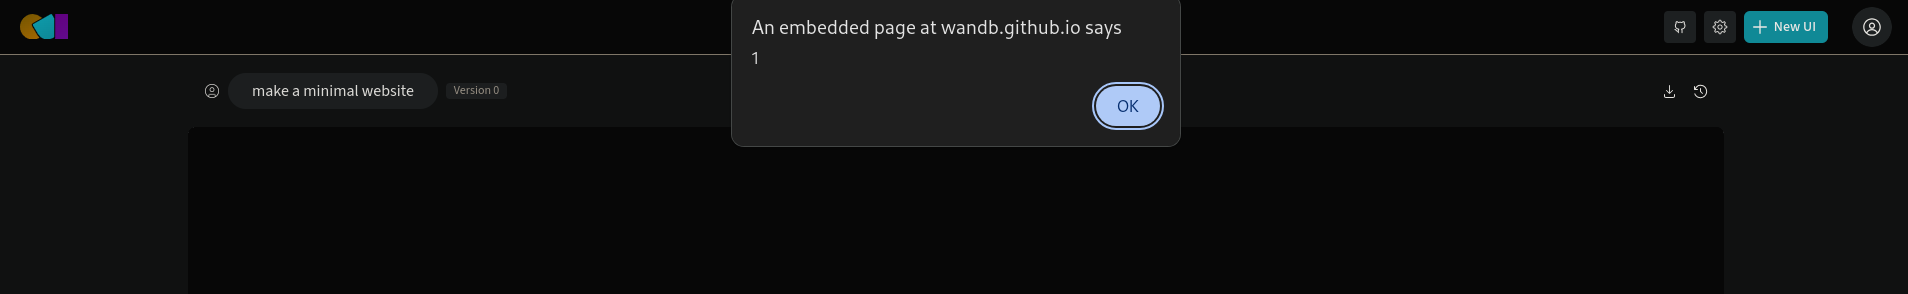 An embedded page at wandb.github.io says
1
OK
New UI
make a minimal website
Version 0